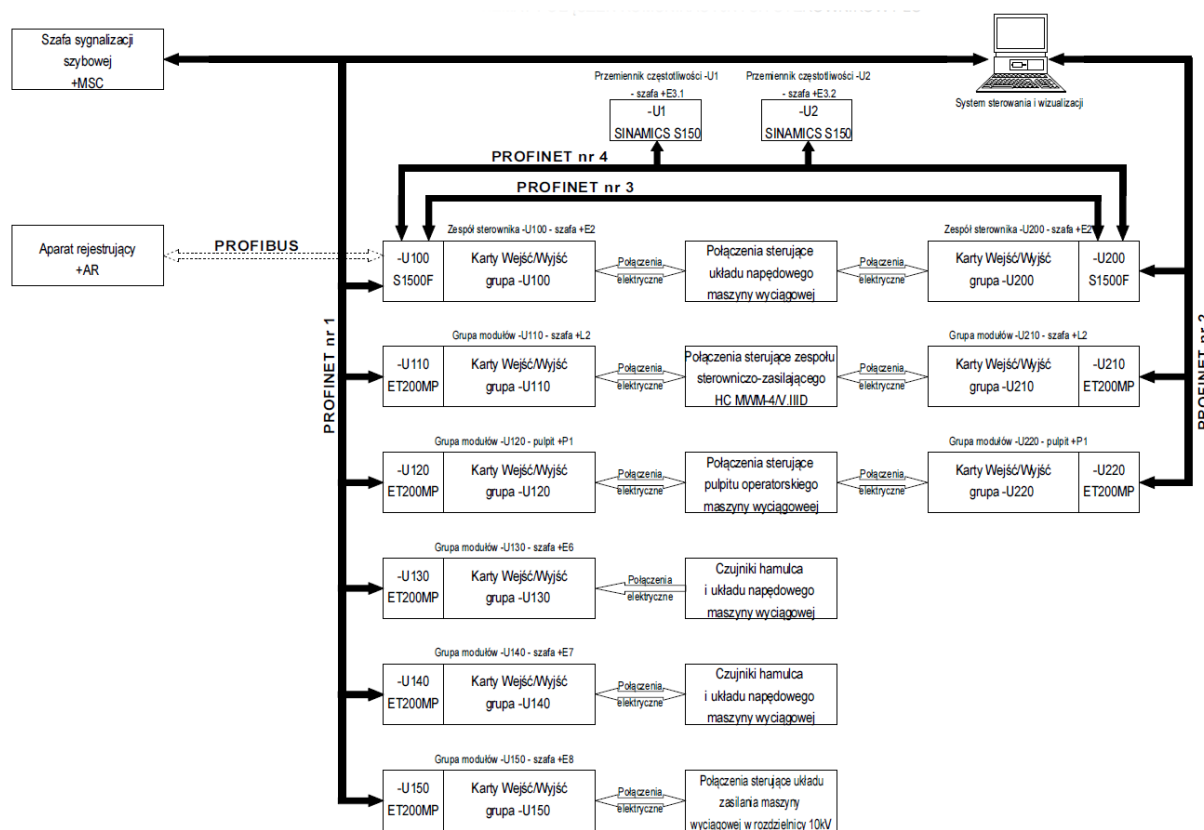 Szafa sygnalizacji
szybowej
+MSC
System sterowania i wizualizacji
Przemiennik częstotliwości -U1
- szafa +E3.1
-U1
SINAMICS S150
Przemiennik częstotliwości -U2
- szafa +E3.2
-U2
SINAMICS S150
PROFINET nr 4
PROFINET nr 3
Aparat rejestrujący
+AR
PROFIBUS
PROFINET nr 1
PROFINET nr 2
Zespół sterownika -U100 - szafa +E2
-U100
S1500F
Karty Wejść/Wyjść
grupa -U100
Połączenia
elektryczne
Połączenia sterujące
układu napędowego
maszyny wyciągowej
Połączenia
elektryczne
Zespół sterownika -U200 - szafa +E2
Karty Wejść/Wyjść
grupa -U200
-U200
S1500F
Grupa modułów -U110 - szafa +L2
-U110
ET200MP
Karty Wejść/Wyjść
grupa -U110
Połączenia
elektryczne
Połączenia sterujące zespołu
sterowniczo-zasilającego
HC MWM-4/V.IIID
Połączenia
elektryczne
Grupa modułów -U210 - szafa +L2
Karty Wejść/Wyjść
grupa -U210
-U210
ET200MP
Grupa modułów -U120 - pulpit +P1
-U120
ET200MP
Karty Wejść/Wyjść
grupa -U120
Połączenia
elektryczne
Połączenia sterujące
pulpitu operatorskiego
maszyny wyciągoweej
Połączenia
elektryczne
Grupa modułów -U220 - pulpit +P1
Karty Wejść/Wyjść
grupa -U220
-U220
ET200MP
Grupa modułów -U130 - szafa +E6
-U130
ET200MP
Karty Wejść/Wyjść
grupa -U130
Połączenia
elektryczne
Czujniki hamulca
i układu napędowego
maszyny wyciągowej
Grupa modułów -U140 - szafa +E7
-U140
ET200MP
Karty Wejść/Wyjść
grupa -U140
Połączenia
elektryczne
Czujniki hamulca
i układu napędowego
maszyny wyciągowej
Grupa modułów -U150 - szafa +E8
-U150
ET200MP
Karty Wejść/Wyjść
grupa -U150
Połączenia
elektryczne
Połączenia sterujące układu
zasilania maszyny
wyciągowej w rozdzielnicy 10kV